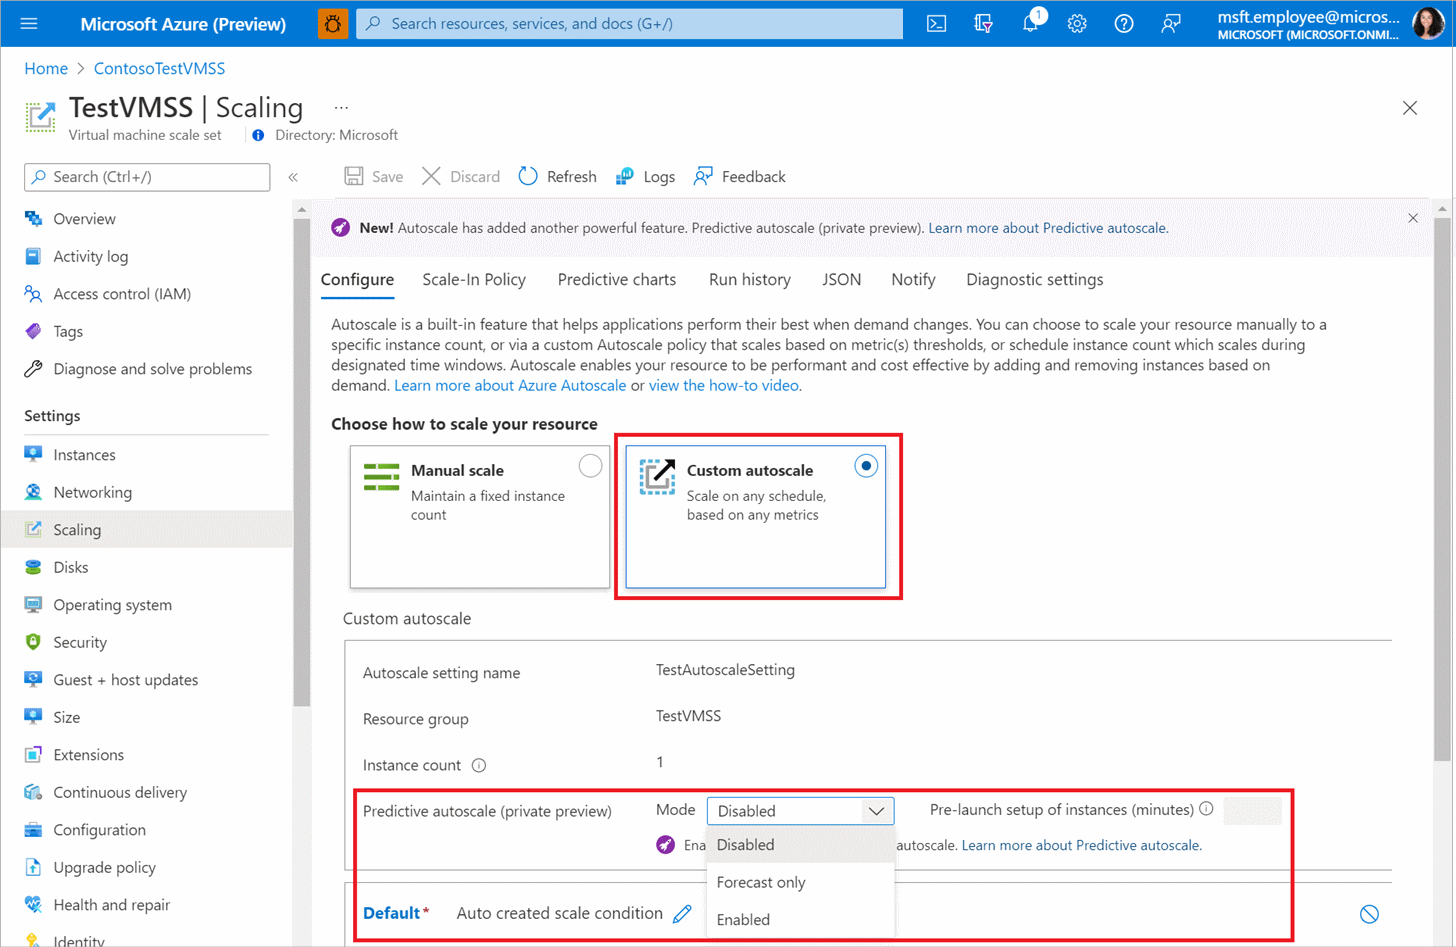 Microsoft Azure (Preview)
Search resources, services, and docs (G+/)
1
msft.employee@micros...
MICROSOFT (MICROSOFT.ONMI...
Home > ContosoTestVMSS
TestVMSS | Scaling ...
Virtual machine scale set
Directory: Microsoft
Search (Ctrl+/)
«
Overview
Activity log
Access control (IAM)
Tags
Diagnose and solve problems
Settings
Instances
Networking
Scaling
Disks
Operating system
Security
Guest + host updates
Size
Extensions
Continuous delivery
Configuration
Upgrade policy
Health and repair
Identity
Save
Discard
Refresh
Logs
Feedback
New! Autoscale has added another powerful feature. Predictive autoscale (private preview). Learn more about Predictive autoscale.
Configure
Scale-In Policy
Predictive charts
Run history
JSON
Notify
Diagnostic settings
Autoscale is a built-in feature that helps applications perform their best when demand changes. You can choose to scale your resource manually to a
specific instance count, or via a custom Autoscale policy that scales based on metric(s) thresholds, or schedule instance count which scales during
designated time windows. Autoscale enables your resource to be performant and cost effective by adding and removing instances based on
demand. Learn more about Azure Autoscale or view the how-to video.
Choose how to scale your resource
Manual scale
Maintain a fixed instance
count
Custom autoscale
Scale on any schedule,
based on any metrics
Custom autoscale
Autoscale setting name
TestAutoscaleSetting
Resource group
TestVMSS
Instance count
1
Predictive autoscale (private preview)
Mode
Disabled
Pre-launch setup of instances (minutes)
Ena
autoscale. Learn more about Predictive autoscale.
Disabled
Forecast only
Enabled
Default*
Auto created scale condition